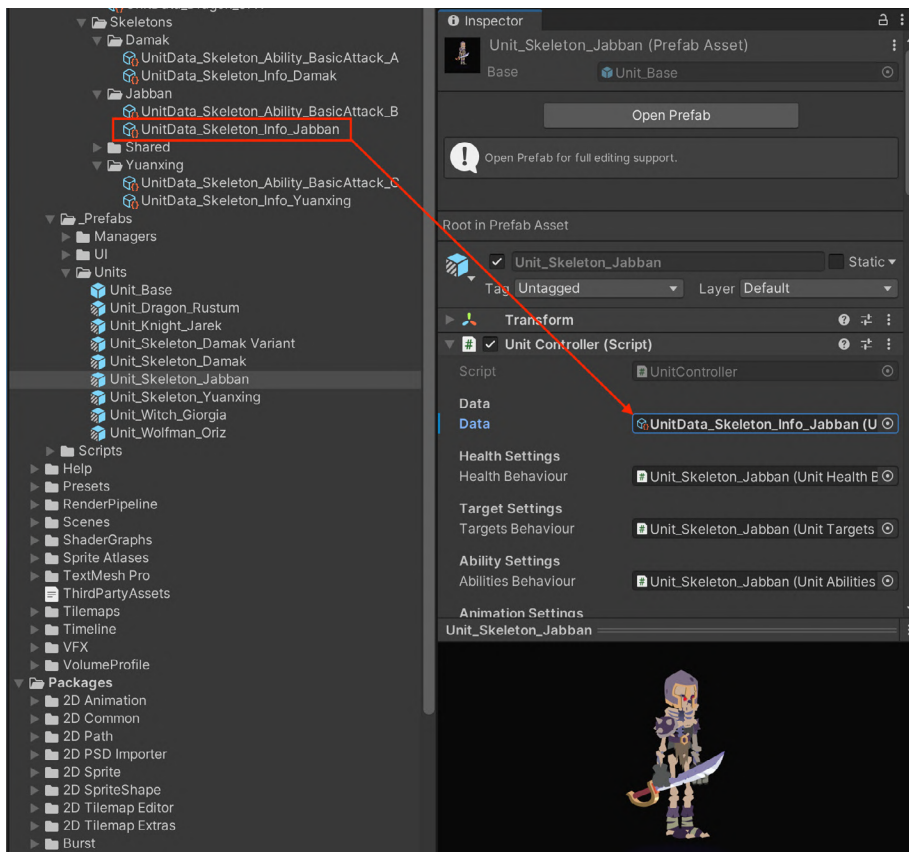 Skeletons
Damak
UnitData_Skeleton_Ability_BasicAttack_A
UnitData_Skeleton_Info_Damak
Jabban
UnitData_Skeleton_Ability_BasicAttack_B
UnitData_Skeleton_Info_Jabban
Shared
Yuanxing
UnitData_Skeleton_Ability_BasicAttack_C
UnitData_Skeleton_Info_Yuanxing
_Prefabs
Managers
UI
Units
Unit_Base
Unit_Dragon_Rustum
Unit_Knight_Jarek
Unit_Skeleton_Damak Variant
Unit_Skeleton_Damak
Unit_Skeleton_Jabban
Unit_Skeleton_Yuanxing
Unit_Witch_Giorgia
Unit_Wolfman_Oriz
Scripts
Help
Presets
RenderPipeline
Scenes
ShaderGraphs
Sprite Atlases
TextMesh Pro
ThirdPartyAssets
Tilemaps
Timeline
VFX
VolumeProfile
Packages
2D Animation
2D Common
2D Path
2D PSD Importer
2D Sprite
2D SpriteShape
2D Tilemap Editor
2D Tilemap Extras
Burst
Inspector
Unit_Skeleton_Jabban (Prefab Asset)
Base Unit_Base
Open Prefab
Open Prefab for full editing support.
Root in Prefab Asset
Unit_Skeleton_Jabban Static
Tag Untagged Layer Default
Transform
# Unit Controller (Script)
Script # UnitController
Data
Data UnitData_Skeleton_Info_Jabban (U
Health Settings
Health Behaviour # Unit_Skeleton_Jabban (Unit Health B
Target Settings
Targets Behaviour # Unit_Skeleton_Jabban (Unit Targets
Ability Settings
Abilities Behaviour # Unit_Skeleton_Jabban (Unit Abilities
Animation Settings
Unit_Skeleton_Jabban